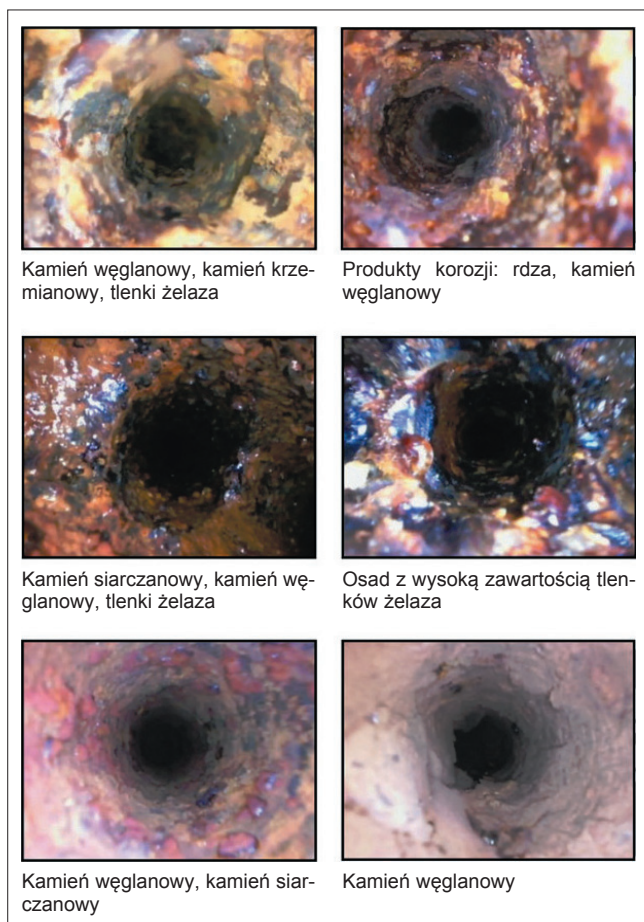 Kamień węglanowy, kamień krze-
mianowy, tlenki żelaza
Produkty korozji: rdza, kamień
węglanowy
Kamień siarczanowy, kamień wę-
glanowy, tlenki żelaza
Osad z wysoką zawartością tlen-
ków żelaza
Kamień węglanowy, kamień siar-
czanowy
Kamień węglanowy